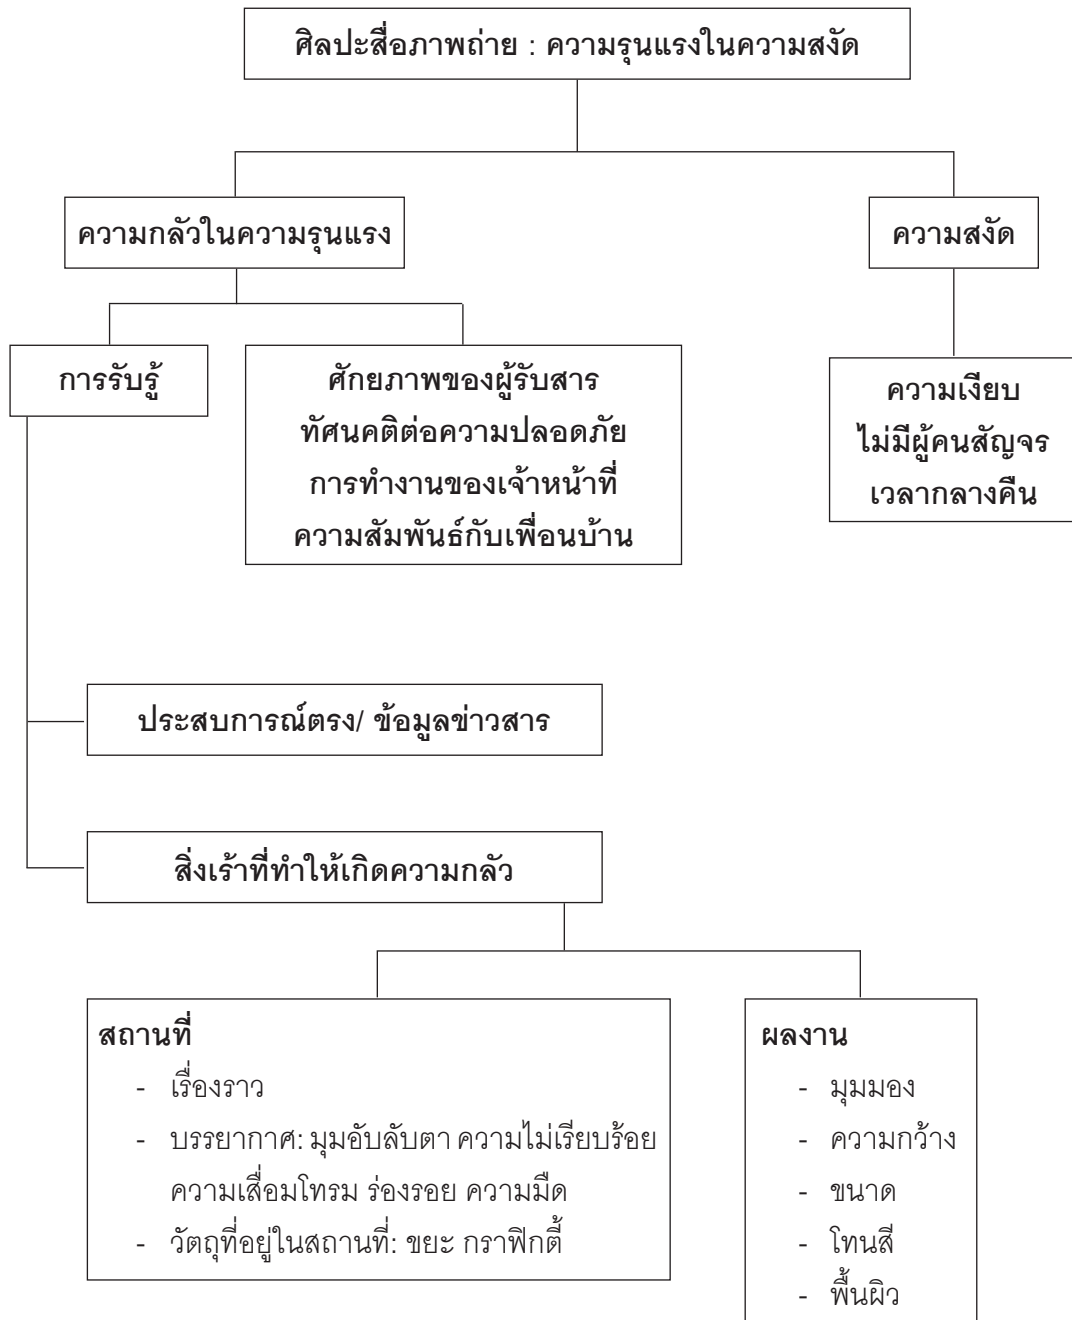 ศิลปะสื่อภาพถ่าย : ความรุนแรงในความสงัด
ความกลัวในความรุนแรง
ความสงัด
การรับรู้
ศักยภาพของผู้รับสาร
ทัศนคติต่อความปลอดภัย
การทำงานของเจ้าหน้าที่
ความสัมพันธ์กับเพื่อนบ้าน
ความเงียบ
ไม่มีผู้คนสัญจร
เวลากลางคืน
ประสบการณ์ตรง/ ข้อมูลข่าวสาร
สิ่งเร้าที่ทำให้เกิดความกลัว
สถานที่
- เรื่องราว
- บรรยากาศ: มุมอับลับตา ความไม่เรียบร้อย
ความเสื่อมโทรม ร่องรอย ความมืด
- วัตถุที่อยู่ในสถานที่: ขยะ กราฟิกตี้
ผลงาน
- มุมมอง
- ความกว้าง
- ขนาด
- โทนสี
- พื้นผิว